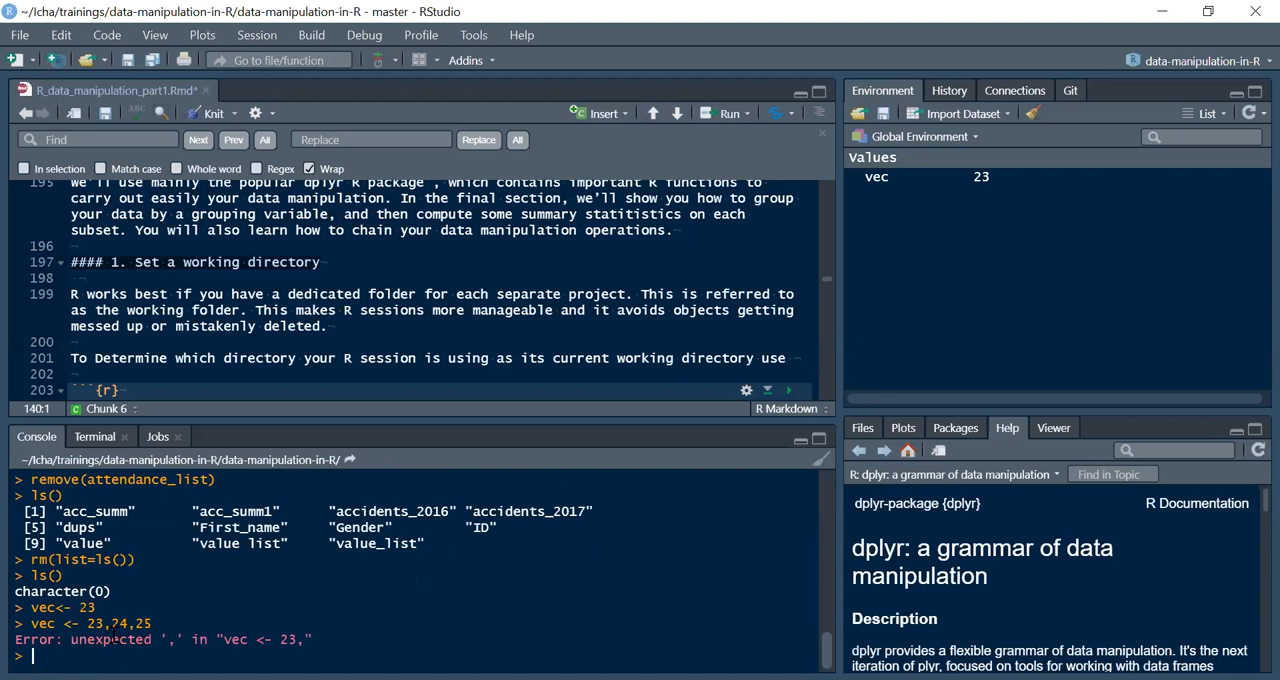 ~/Icha/trainings/data-manipulation-in-R/data-manipulation-in-R - master - RStudio
File Edit Code View Plots Session Build Debug Profile Tools Help
Go to file/function Addins data-manipulation-in-R
R_data_manipulation_part1.Rmd*
ABC Knit Insert Run
Find Next Prev All Replace Replace All
In selection Match case Whole word Regex Wrap
195 we'll use mainly the popular dplyr R package , which contains important R functions to
carry out easily your data manipulation. In the final section, we'll show you how to group
your data by a grouping variable, and then compute some summary statitistics on each
subset. You will also learn how to chain your data manipulation operations.
196
197 #### 1. Set a working directory
198
199 R works best if you have a dedicated folder for each separate project. This is referred to
as the working folder. This makes R sessions more manageable and it avoids objects getting
messed up or mistakenly deleted.
200
201 To Determine which directory your R session is using as its current working directory use
202
203 ```{r}
140:1 Chunk 6 R Markdown
Console Terminal Jobs
~/Icha/trainings/data-manipulation-in-R/data-manipulation-in-R/
> remove(attendance_list)
> ls()
[1] "acc_summ" "acc_summ1" "accidents_2016" "accidents_2017"
[5] "dups" "First_name" "Gender" "ID"
[9] "value" "value list" "value_list"
> rm(list=ls())
> ls()
character(0)
> vec<- 23
> vec <- 23,24,25
Error: unexpected ',' in "vec <- 23,"
>
Environment History Connections Git
Import Dataset List
Global Environment
Values
vec 23
Files Plots Packages Help Viewer
R: dplyr: a grammar of data manipulation Find in Topic
dplyr-package {dplyr} R Documentation
dplyr: a grammar of data
manipulation
Description
dplyr provides a flexible grammar of data manipulation. It's the next
iteration of plyr, focused on tools for working with data frames